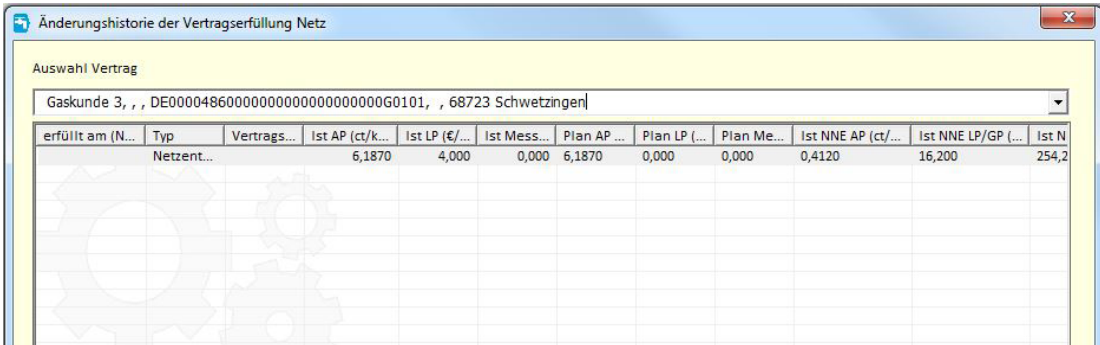 Änderungshistorie der Vertragserfüllung Netz
Auswahl Vertrag
Gaskunde 3, , , DE00004860000000000000000000G0101, , 68723 Schwetzingen
erfüllt am (N... Typ Vertrags... Ist AP (ct/k... Ist LP (€/... Ist Mess... Plan AP ... Plan LP (... Plan Me... Ist NNE AP (ct/... Ist NNE LP/GP (... Ist N
Netzent... 6,1870 4,000 0,000 6,1870 0,000 0,000 0,4120 16,200 254,2